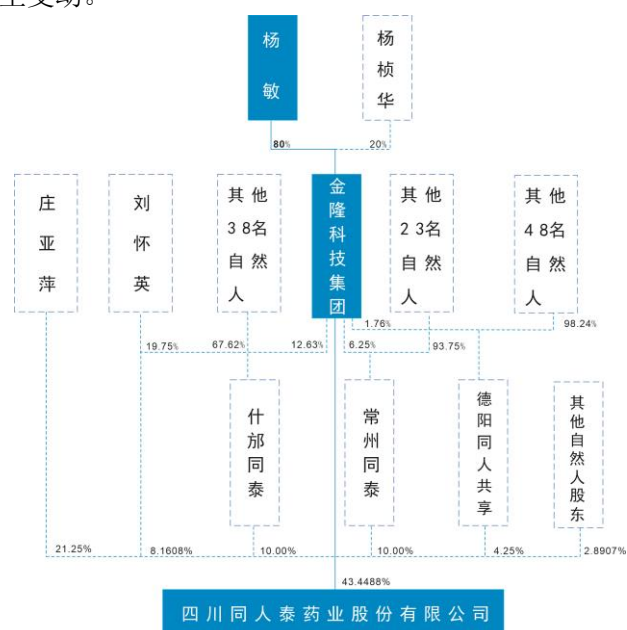 生变动。
杨敏
杨桢华
80%
20%
庄亚萍
刘怀英
其他38名自然人
金隆科技集团
其他23名自然人
其他48名自然人
1.76%
98.24%
19.75%
67.62%
12.63%
6.25%
93.75%
什邡同泰
常州同泰
德阳同人共享
其他自然人股东
21.25%
8.1608%
10.00%
10.00%
4.25%
2.8907%
43.4488%
四川同人泰药业股份有限公司